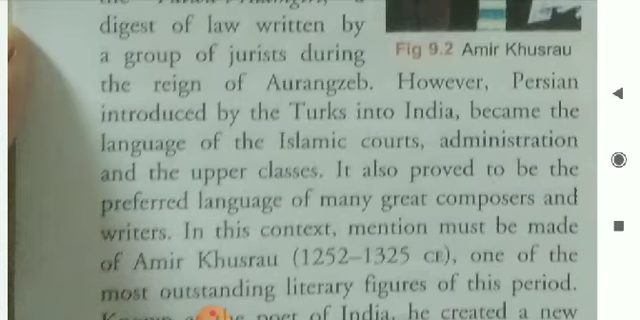 digest of law written by
a group of jurists during
Fig 9.2 Amir Khusrau
the reign of Aurangzeb. However, Persian
introduced by the Turks into India, became the
language of the Islamic courts, administration
and the upper classes. It also proved to be the
preferred language of many great composers and
writers. In this context, mention must be made
of Amir Khusrau (1252–1325 CE), one of the
most outstanding literary figures of this period.
poet of India, he created a new